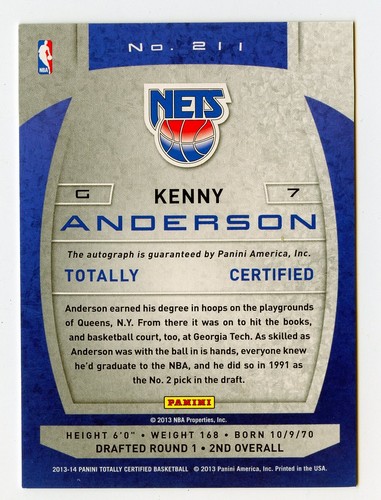 No. 211
NBA
NETS
G
KENNY
7
ANDERSON
The autograph is guaranteed by Panini America, Inc.
TOTALLY CERTIFIED
Anderson earned his degree in hoops on the playgrounds
of Queens, N.Y. From there it was on to hit the books,
and basketball court, too, at Georgia Tech. As skilled as
Anderson was with the ball in is hands, everyone knew
he'd graduate to the NBA, and he did so in 1991 as
the No. 2 pick in the draft.
PANINI
© 2013 NBA Properties, Inc.
HEIGHT 6'0" • WEIGHT 168 • BORN 10/9/70
DRAFTED ROUND 1 • 2ND OVERALL
2013-14 PANINI TOTALLY CERTIFIED BASKETBALL • © 2013 Panini America, Inc. Printed in the USA.